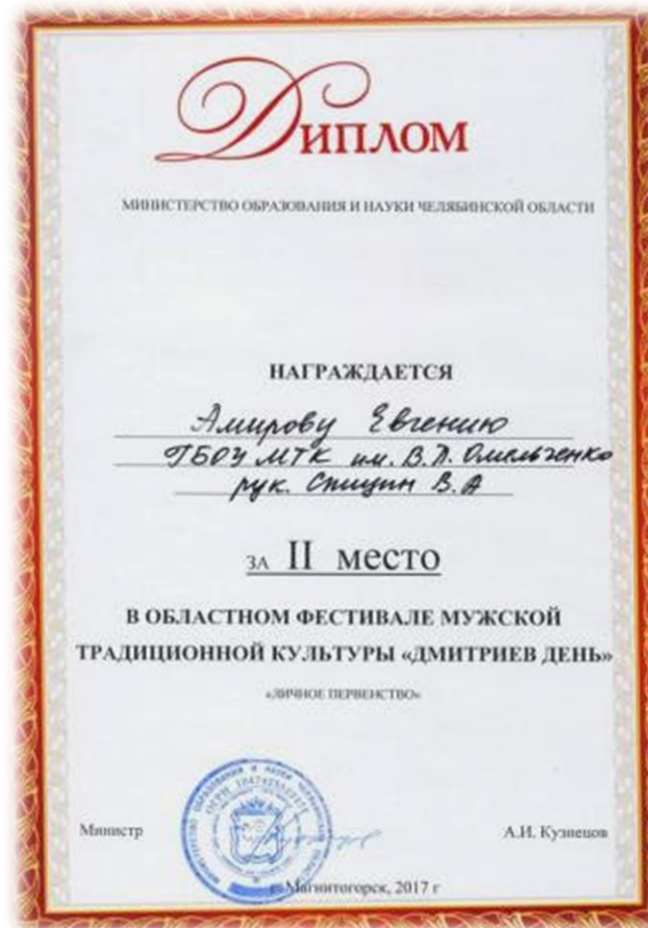 Диплом
МИНИСТЕРСТВО ОБРАЗОВАНИЯ И НАУКИ ЧЕЛЯБИНСКОЙ ОБЛАСТИ
НАГРАЖДАЕТСЯ
Амирову Евгению
ГБОУ МТК им. В.П. Омельченко
рук. Спицин В.А
ЗА II место
В ОБЛАСТНОМ ФЕСТИВАЛЕ МУЖСКОЙ
ТРАДИЦИОННОЙ КУЛЬТУРЫ «ДМИТРИЕВ ДЕНЬ»
«ЛИЧНОЕ ПЕРВЕНСТВО»
Министр А.И. Кузнецов
г. Магнитогорск, 2017 г